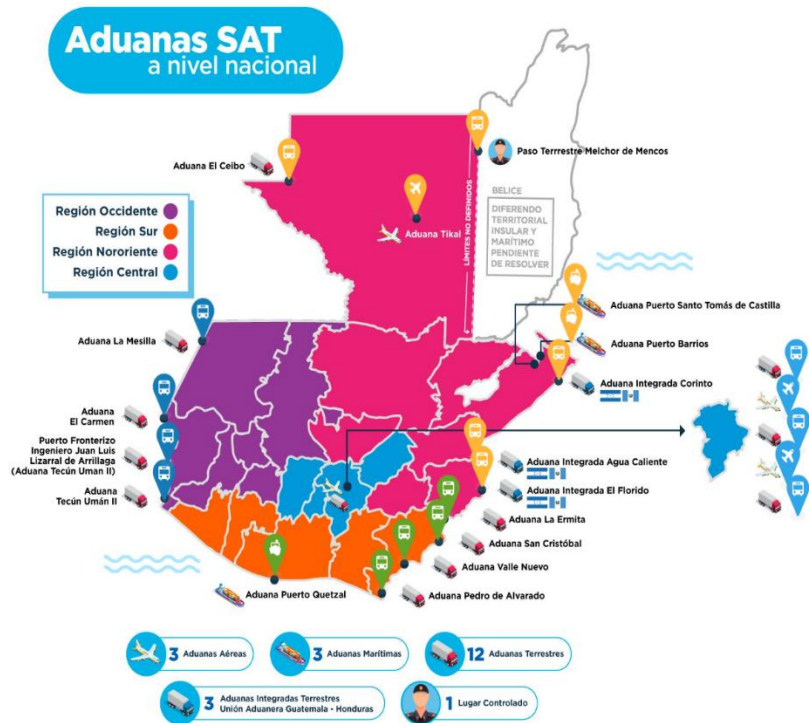 Aduanas SAT
a nivel nacional
Aduana El Ceibo
Paso Terrrestre Melchor de Mencos
Región Occidente
Región Sur
Región Nororiente
Región Central
Aduana Tikal
LÍMITES NO DEFINIDOS
BELICE
DIFERENDO
TERRITORIAL
INSULAR Y
MARÍTIMO
PENDIENTE
DE RESOLVER
Aduana Puerto Santo Tomás de Castilla
Aduana La Mesilla
Aduana Puerto Barrios
Aduana Integrada Corinto
Aduana
El Carmen
Puerto Fronterizo
Ingeniero Juan Luis
Lizarral de Arrillaga
(Aduana Tecún Uman II)
Aduana
Tecún Umán II
Aduana Integrada Agua Caliente
Aduana Integrada El Florido
Aduana La Ermita
Aduana San Cristóbal
Aduana Valle Nuevo
Aduana Puerto Quetzal
Aduana Pedro de Alvarado
3 Aduanas Aéreas
3 Aduanas Marítimas
12 Aduanas Terrestres
3 Aduanas Integradas Terrestres
Unión Aduanera Guatemala - Honduras
1 Lugar Controlado